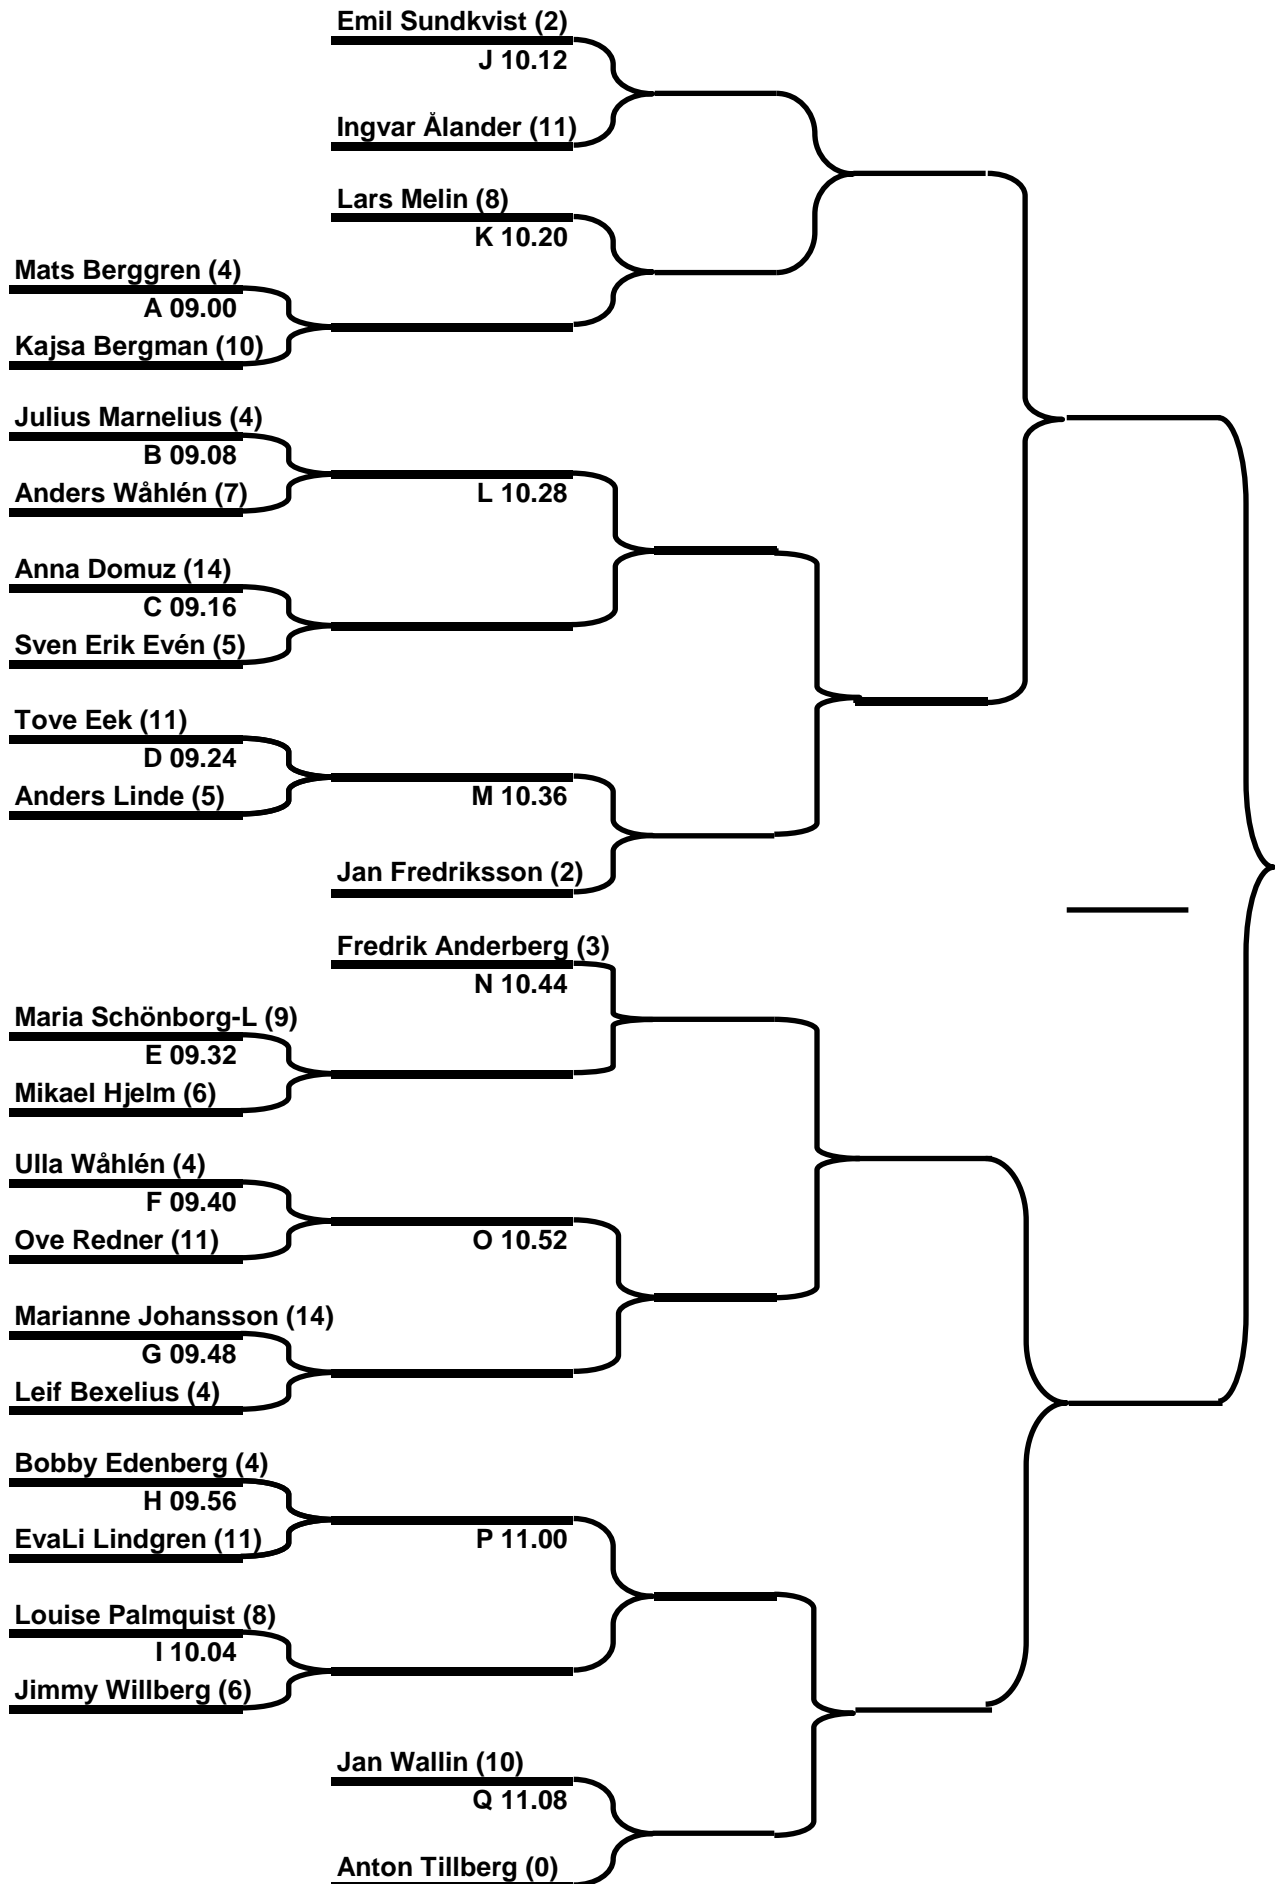 Emil Sundkvist (2)
J 10.12
Ingvar Ålander (11)
Lars Melin (8)
K 10.20
Mats Berggren (4)
A 09.00
Kajsa Bergman (10)
Julius Marnelius (4)
B 09.08
Anders Wåhlén (7)
L 10.28
Anna Domuz (14)
C 09.16
Sven Erik Evén (5)
Tove Eek (11)
D 09.24
Anders Linde (5)
M 10.36
Jan Fredriksson (2)
Fredrik Anderberg (3)
N 10.44
Maria Schönborg-L (9)
E 09.32
Mikael Hjelm (6)
Ulla Wåhlén (4)
F 09.40
Ove Redner (11)
O 10.52
Marianne Johansson (14)
G 09.48
Leif Bexelius (4)
Bobby Edenberg (4)
H 09.56
EvaLi Lindgren (11)
P 11.00
Louise Palmquist (8)
I 10.04
Jimmy Willberg (6)
Jan Wallin (10)
Q 11.08
Anton Tillberg (0)